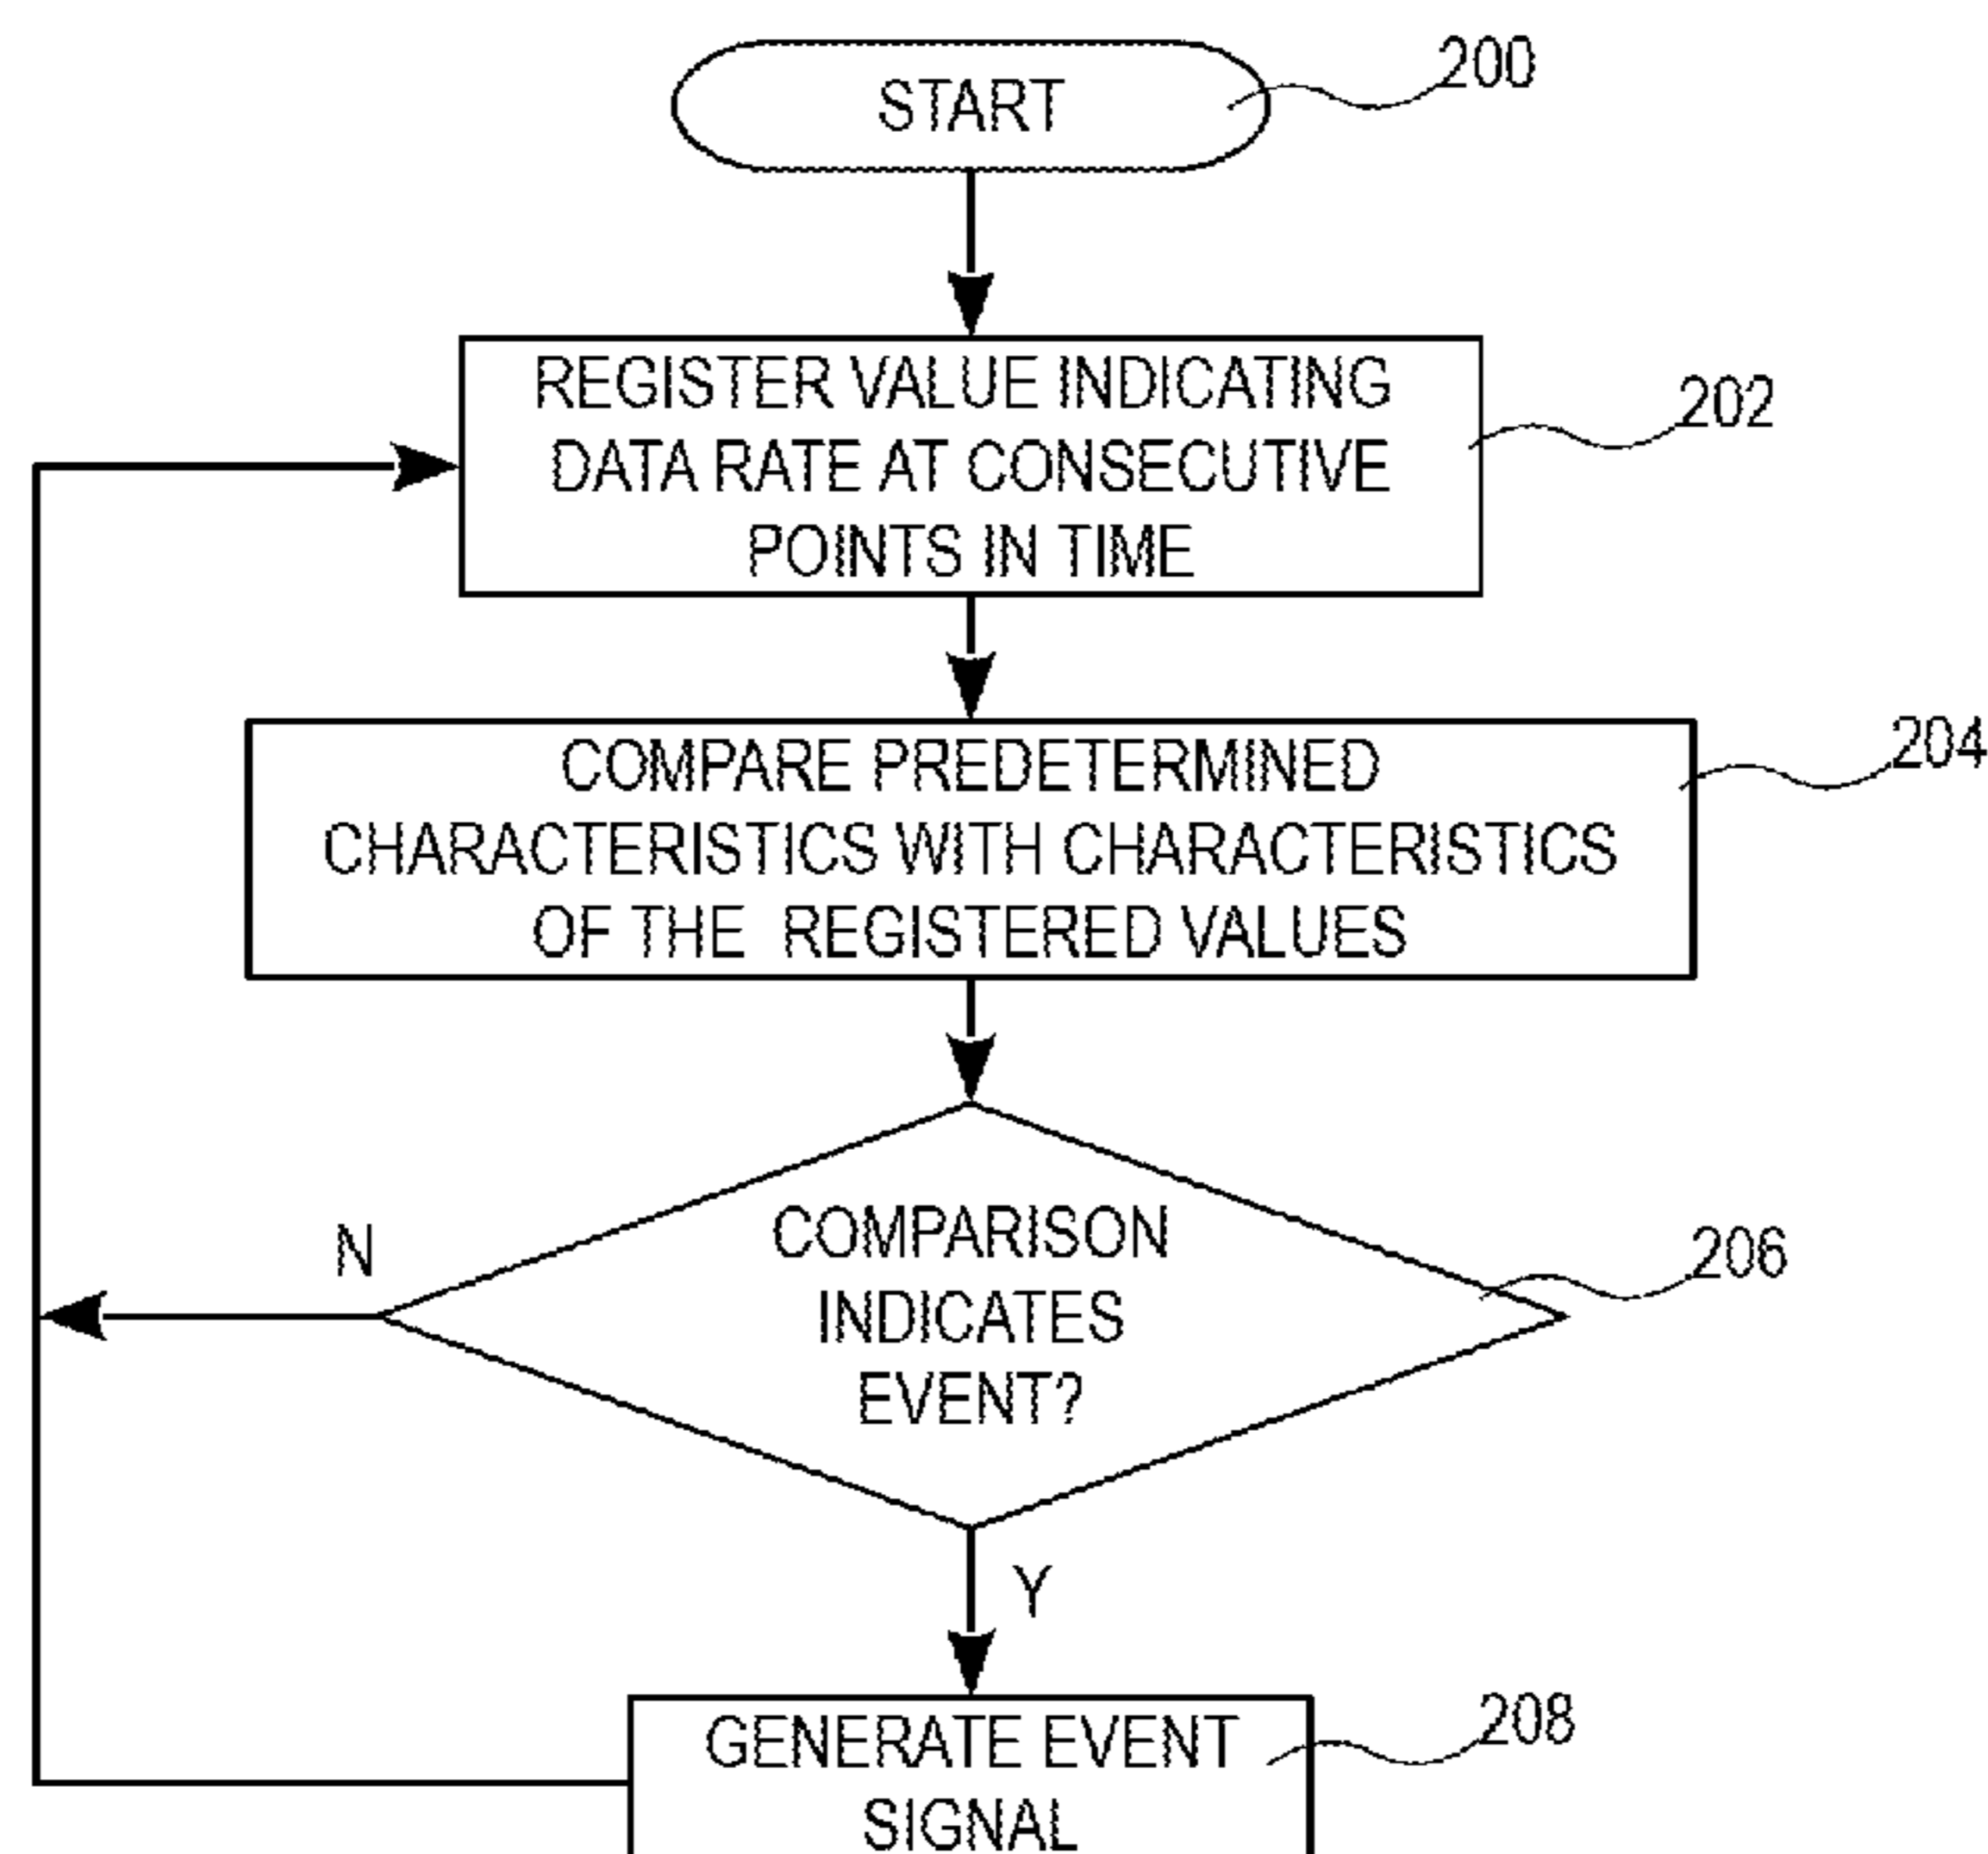 START
200
REGISTER VALUE INDICATING
DATA RATE AT CONSECUTIVE
POINTS IN TIME
202
COMPARE PREDETERMINED
CHARACTERISTICS WITH CHARACTERISTICS
OF THE REGISTERED VALUES
204
COMPARISON
INDICATES
EVENT?
206
N
Y
GENERATE EVENT
SIGNAL
208